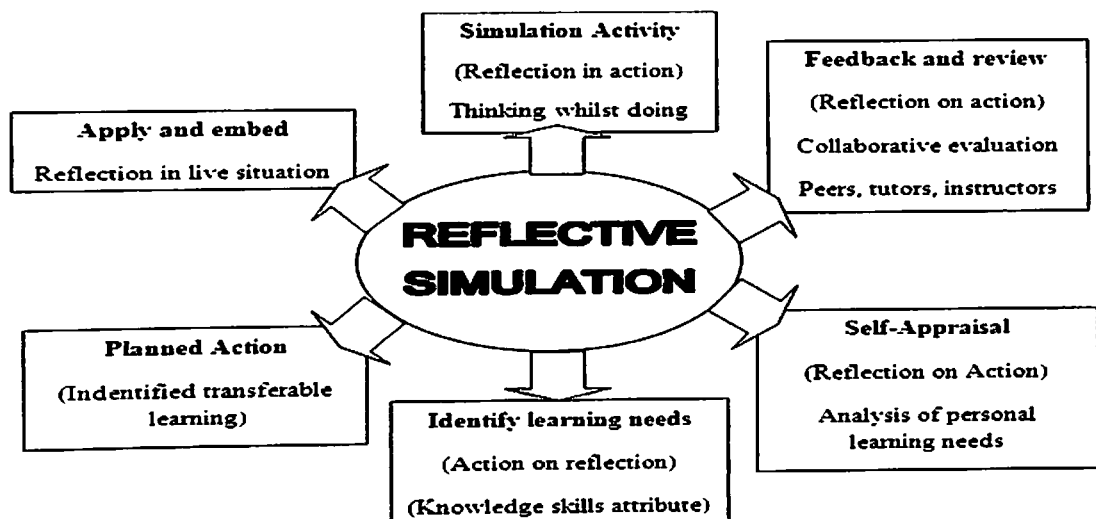 Simulation Activity
(Reflection in action)
Thinking whilst doing
Feedback and review
(Reflection on action)
Collaborative evaluation
Peers, tutors, instructors
Apply and embed
Reflection in live situation
REFLECTIVE
SIMULATION
Self-Appraisal
(Reflection on Action)
Analysis of personal
learning needs
Planned Action
(Indentified transferable
learning)
Identify learning needs
(Action on reflection)
(Knowledge skills attribute)